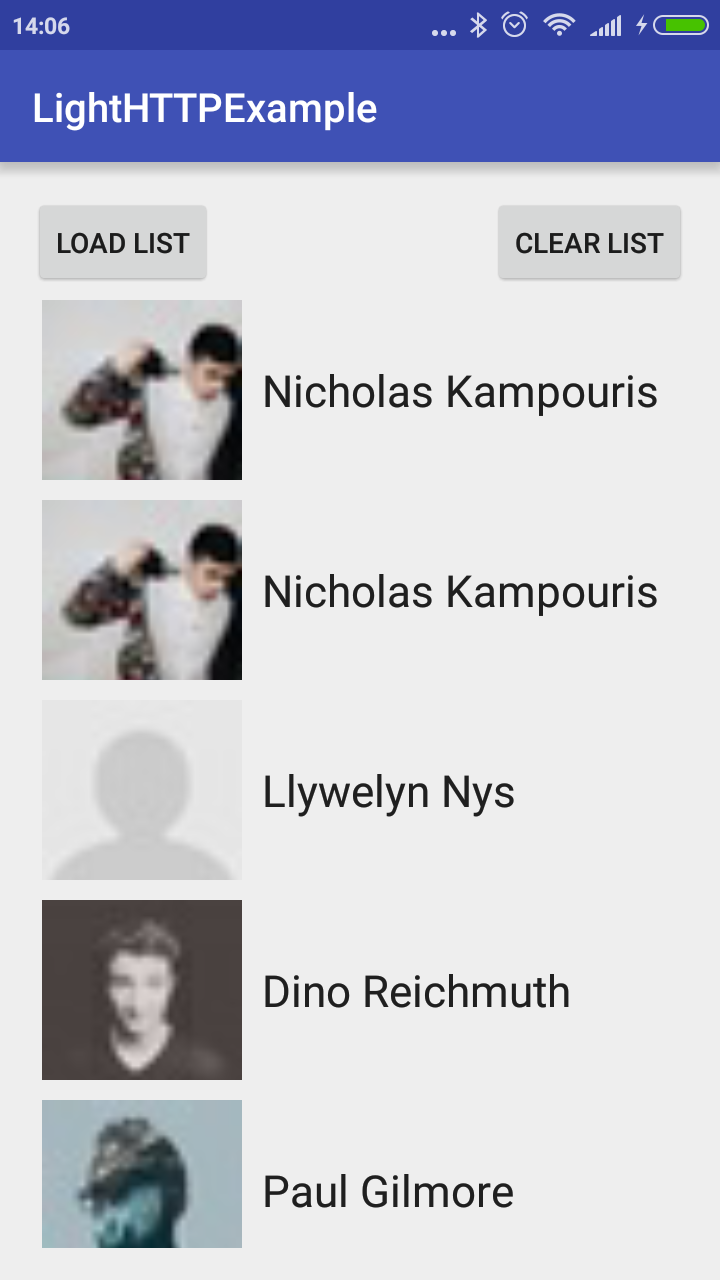 14:06
LightHTTPExample
LOAD LIST CLEAR LIST
Nicholas Kampouris
Nicholas Kampouris
Llywelyn Nys
Dino Reichmuth
Paul Gilmore